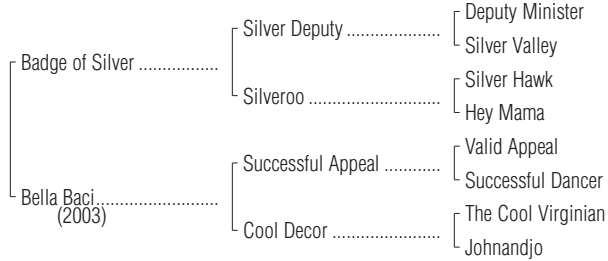 Deputy Minister
Silver Deputy ...................
Silver Valley
Badge of Silver ................
Silver Hawk
Silveroo ...........................
Hey Mama
Valid Appeal
Successful Appeal ............
Successful Dancer
Bella Baci.........................
(2003)
The Cool Virginian
Cool Decor ......................
Johnandjo